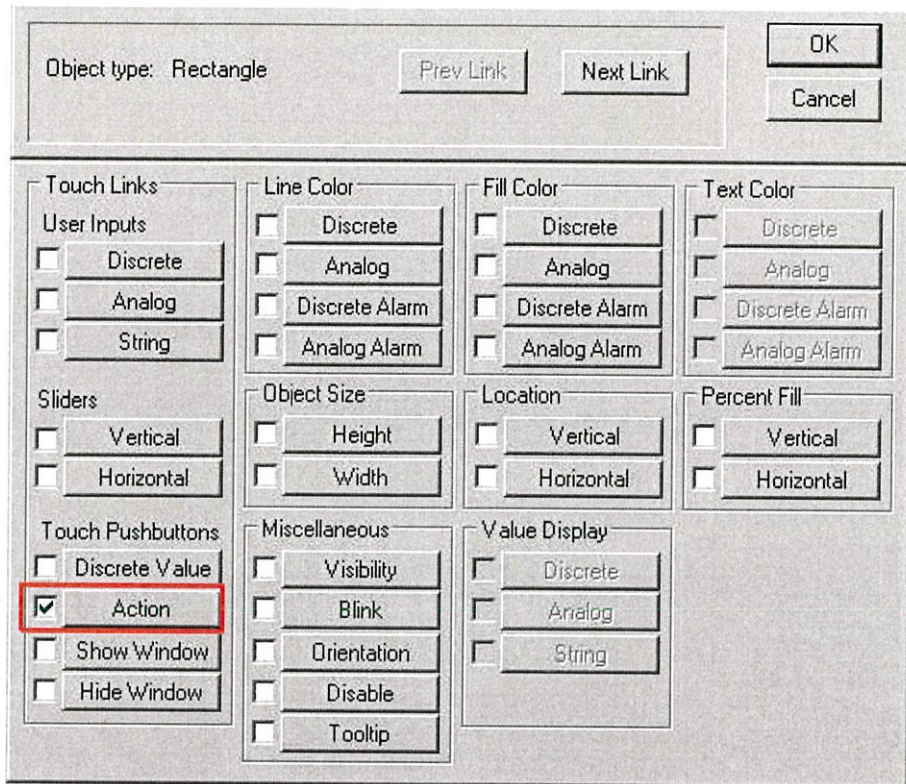 Object type: Rectangle
Prev Link
Next Link
OK
Cancel
Touch Links
User Inputs
Discrete
Analog
String
Sliders
Vertical
Horizontal
Touch Pushbuttons
Discrete Value
Action
Show Window
Hide Window
Line Color
Discrete
Analog
Discrete Alarm
Analog Alarm
Object Size
Height
Width
Miscellaneous
Visibility
Blink
Orientation
Disable
Tooltip
Fill Color
Discrete
Analog
Discrete Alarm
Analog Alarm
Location
Vertical
Horizontal
Value Display
Discrete
Analog
String
Text Color
Discrete
Analog
Discrete Alarm
Analog Alarm
Percent Fill
Vertical
Horizontal